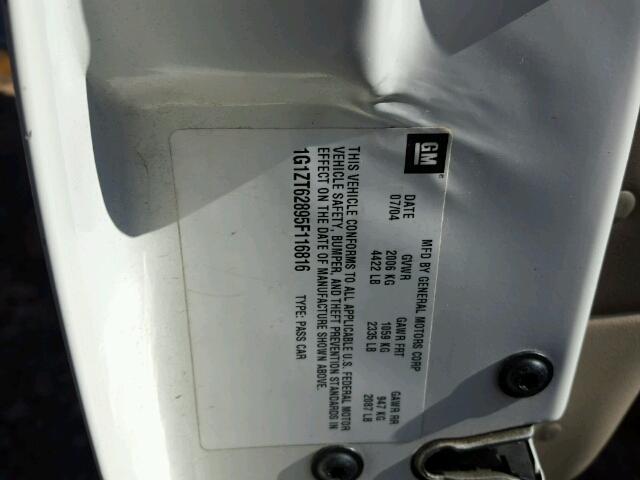 GM
MFD BY GENERAL MOTORS CORP
DATE GVWR GAWR FRT GAWR RR
07/04 2006 KG 1059 KG 947 KG
4422 LB 2335 LB 2087 LB
THIS VEHICLE CONFORMS TO ALL APPLICABLE U.S. FEDERAL MOTOR
VEHICLE SAFETY, BUMPER, AND THEFT PREVENTION STANDARDS IN
EFFECT ON THE DATE OF MANUFACTURE SHOWN ABOVE.
1G1ZT62895F116816 TYPE: PASS CAR